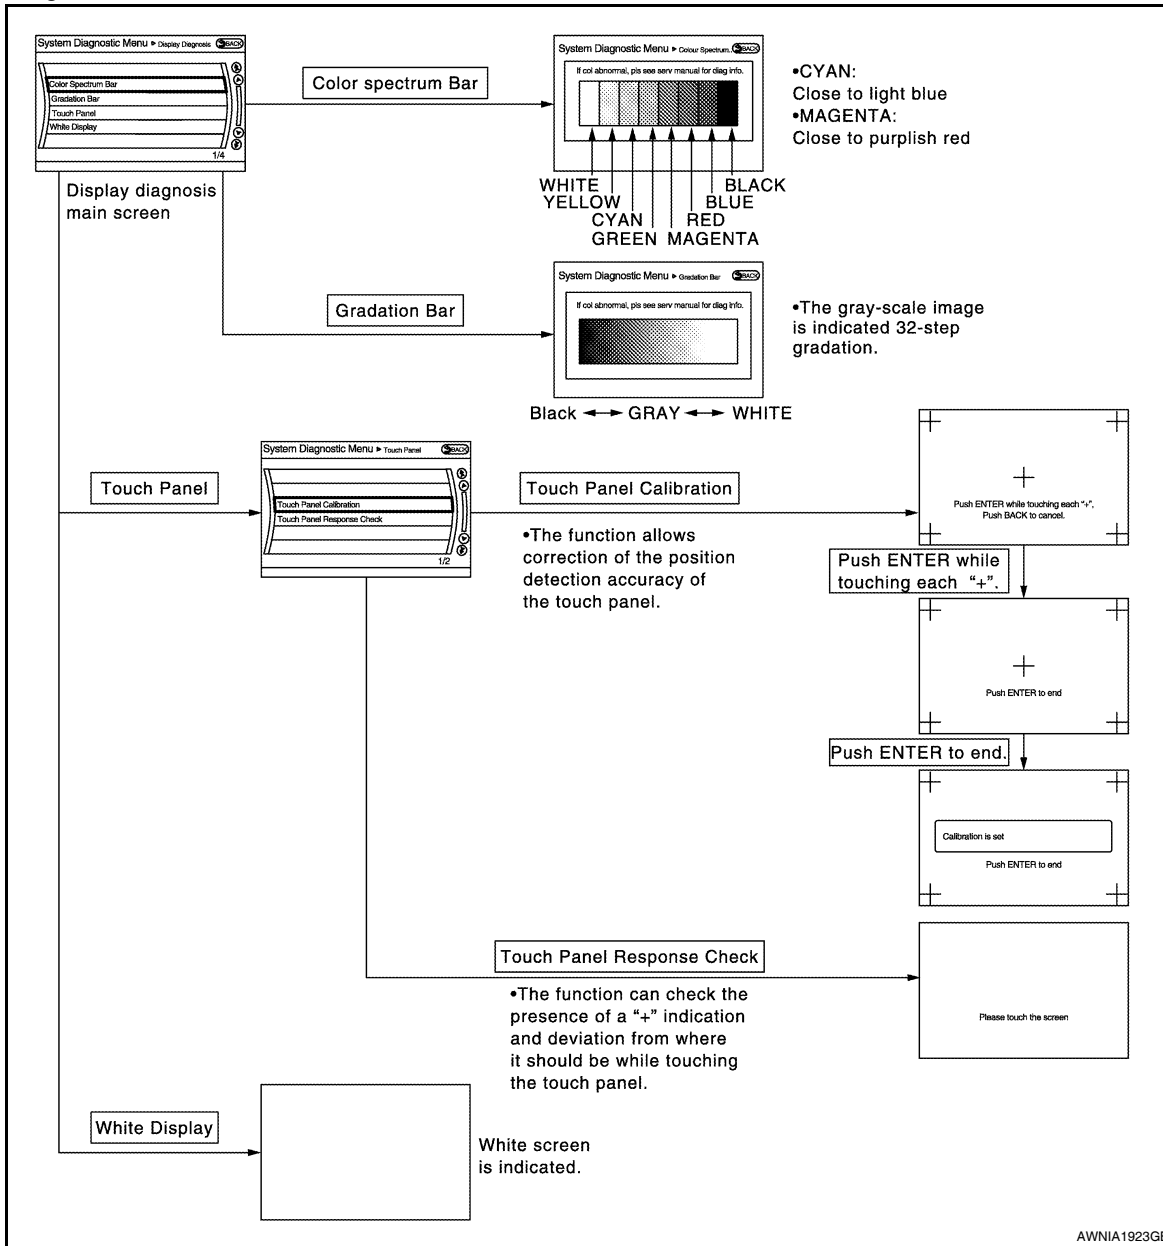 System Diagnostic Menu ▶ Display Diagnosis BACK
Color Spectrum Bar
Gradation Bar
Touch Panel
White Display
1/4
Display diagnosis
main screen
Color spectrum Bar
System Diagnostic Menu ▶ Colour Spectrum.. BACK
If col abnormal, pls see serv manual for diag info.
WHITE
YELLOW
CYAN
GREEN
MAGENTA
RED
BLUE
BLACK
•CYAN:
Close to light blue
•MAGENTA:
Close to purplish red
Gradation Bar
System Diagnostic Menu ▶ Gradation Bar BACK
If col abnormal, pls see serv manual for diag info.
Black ↔ GRAY ↔ WHITE
•The gray-scale image
is indicated 32-step
gradation.
Touch Panel
System Diagnostic Menu ▶ Touch Panel BACK
Touch Panel Calibration
Touch Panel Response Check
1/2
Touch Panel Calibration
•The function allows
correction of the position
detection accuracy of
the touch panel.
Push ENTER while touching each "+",
Push BACK to cancel.
Push ENTER while
touching each “+”.
Push ENTER to end
Push ENTER to end.
Calibration is set
Push ENTER to end
Touch Panel Response Check
•The function can check the
presence of a “+” indication
and deviation from where
it should be while touching
the touch panel.
Please touch the screen
White Display
White screen
is indicated.